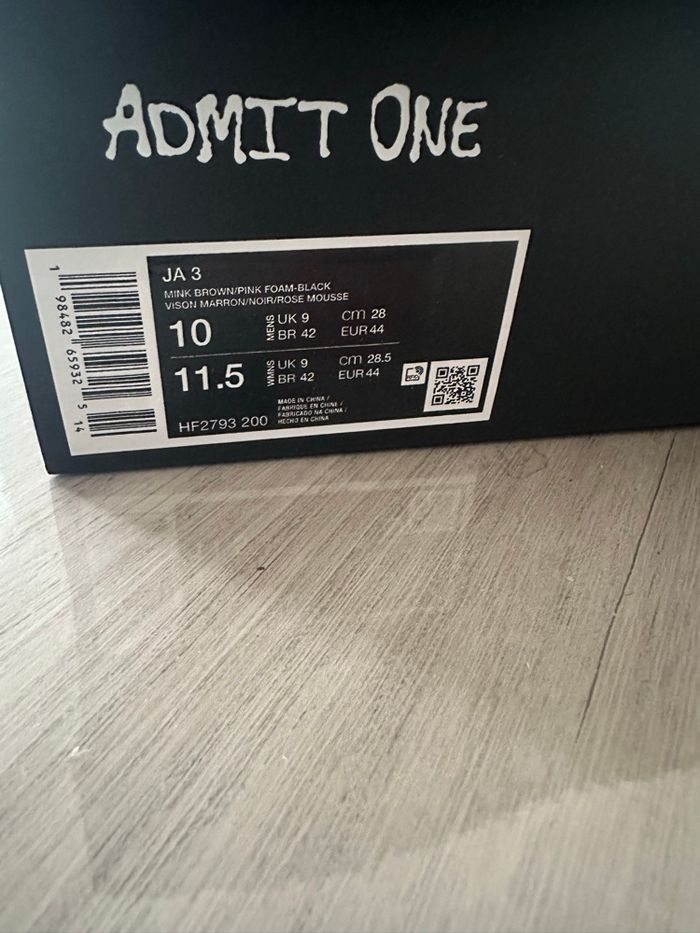 ADMIT ONE
JA 3
MINK BROWN/PINK FOAM-BLACK
VISON MARRON/NOIR/ROSE MOUSSE
10 MENS UK 9 cm 28
BR 42 EUR 44
11.5 WMNS UK 9 cm 28.5
BR 42 EUR 44
HF2793 200
MADE IN CHINA /
FABRIQUE EN CHINE /
FABRICADO NA CHINA /
HECHO EN CHINA
1 98482 65932 5 14